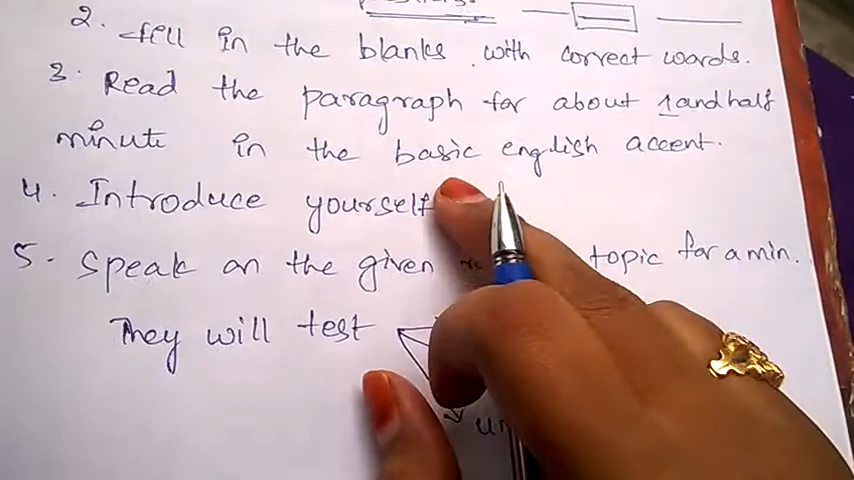 2. fill in the blanks with correct words.
3. Read the paragraph for about 1 and half
minute in the basic english accent.
4. Introduce yourself
5. Speak on the given topic for a min.
They will test